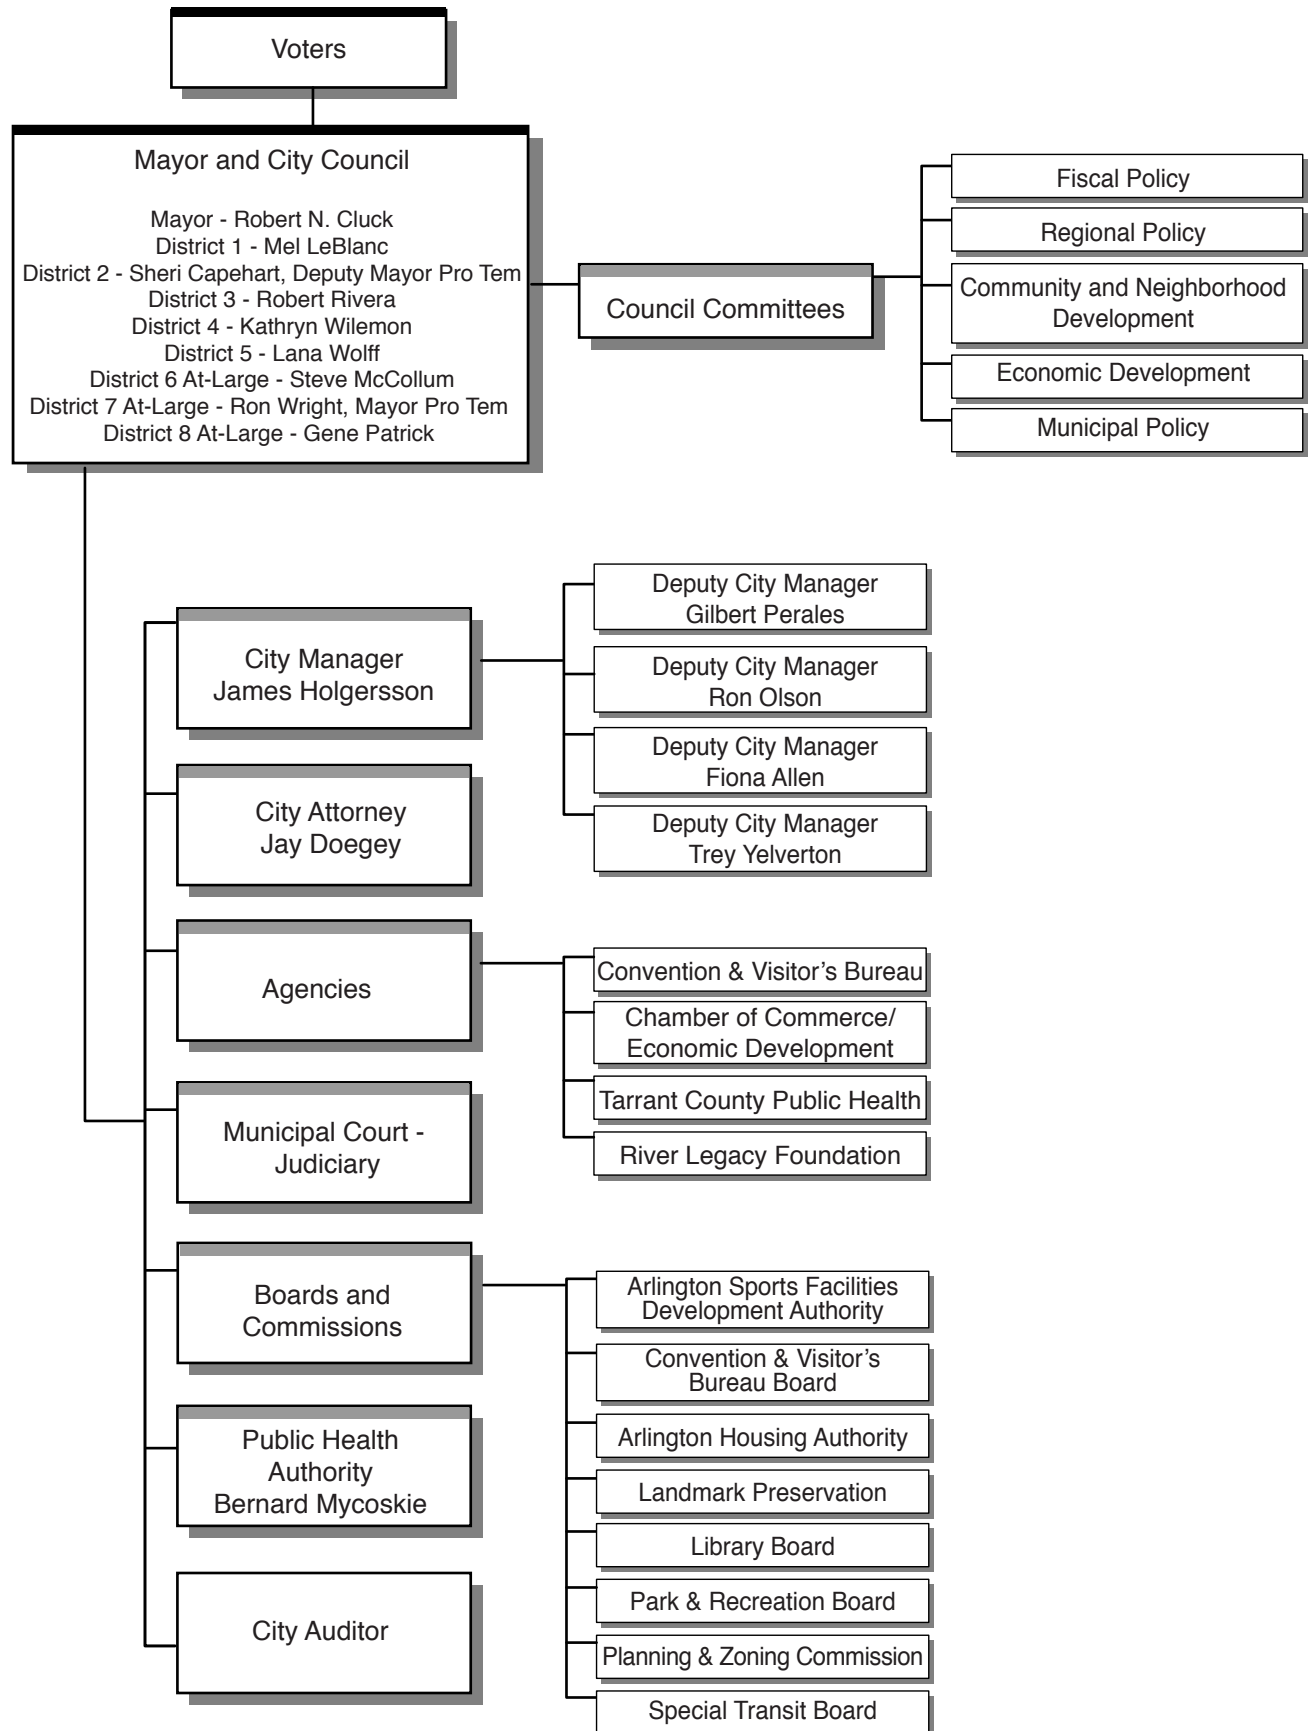 Voters
Mayor and City Council
Mayor - Robert N. Cluck
District 1 - Mel LeBlanc
District 2 - Sheri Capehart, Deputy Mayor Pro Tem
District 3 - Robert Rivera
District 4 - Kathryn Wilemon
District 5 - Lana Wolff
District 6 At-Large - Steve McCollum
District 7 At-Large - Ron Wright, Mayor Pro Tem
District 8 At-Large - Gene Patrick
Council Committees
Fiscal Policy
Regional Policy
Community and Neighborhood
Development
Economic Development
Municipal Policy
City Manager
James Holgersson
Deputy City Manager
Gilbert Perales
Deputy City Manager
Ron Olson
Deputy City Manager
Fiona Allen
Deputy City Manager
Trey Yelverton
City Attorney
Jay Doegey
Agencies
Convention & Visitor's Bureau
Chamber of Commerce/
Economic Development
Tarrant County Public Health
River Legacy Foundation
Municipal Court -
Judiciary
Boards and
Commissions
Arlington Sports Facilities
Development Authority
Convention & Visitor's
Bureau Board
Arlington Housing Authority
Landmark Preservation
Library Board
Park & Recreation Board
Planning & Zoning Commission
Special Transit Board
Public Health
Authority
Bernard Mycoskie
City Auditor